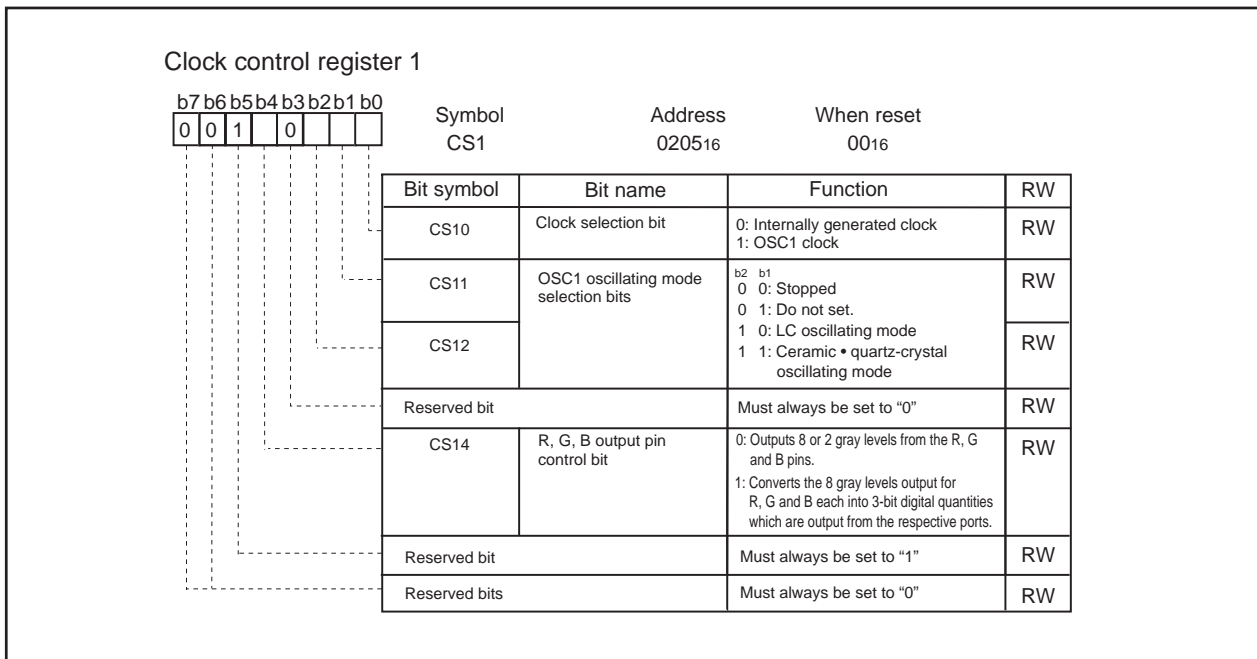 Clock control register 1
b7 b6 b5 b4 b3 b2 b1 b0
0 0 1 0
Symbol Address When reset
CS1 020516 0016
Bit symbol Bit name Function RW
CS10 Clock selection bit 0: Internally generated clock RW
1: OSC1 clock
CS11 OSC1 oscillating mode selection bits RW
b2 b1
0 0: Stopped
0 1: Do not set.
1 0: LC oscillating mode
CS12 1 1: Ceramic • quartz-crystal RW
oscillating mode
Reserved bit Must always be set to “0” RW
CS14 R, G, B output pin control bit 0: Outputs 8 or 2 gray levels from the R, G RW
and B pins.
1: Converts the 8 gray levels output for
R, G and B each into 3-bit digital quantities
which are output from the respective ports.
Reserved bit Must always be set to “1” RW
Reserved bits Must always be set to “0” RW